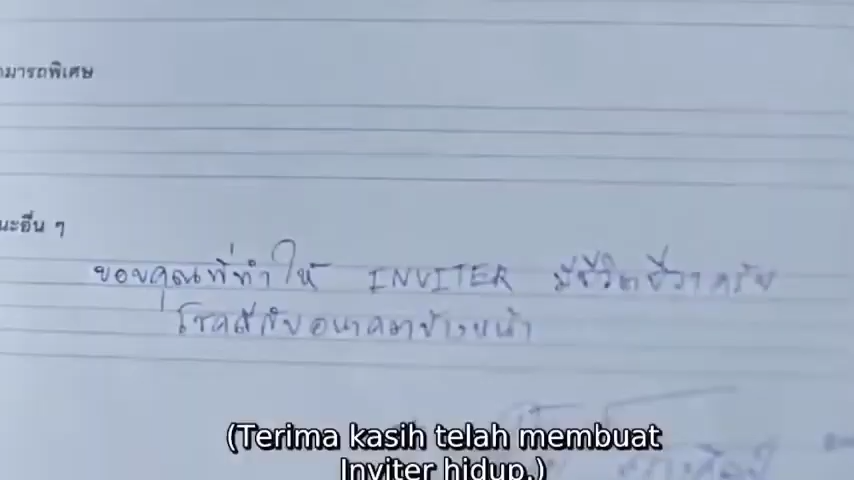 ามารถพิเศษ
นะอื่น ๆ
ขอบคุณที่ทำให้ INVITER มีชีวิตชีวาครับ
โชคดีกับอนาคตข้างหน้า
(Terima kasih telah membuat
Inviter hidup.)